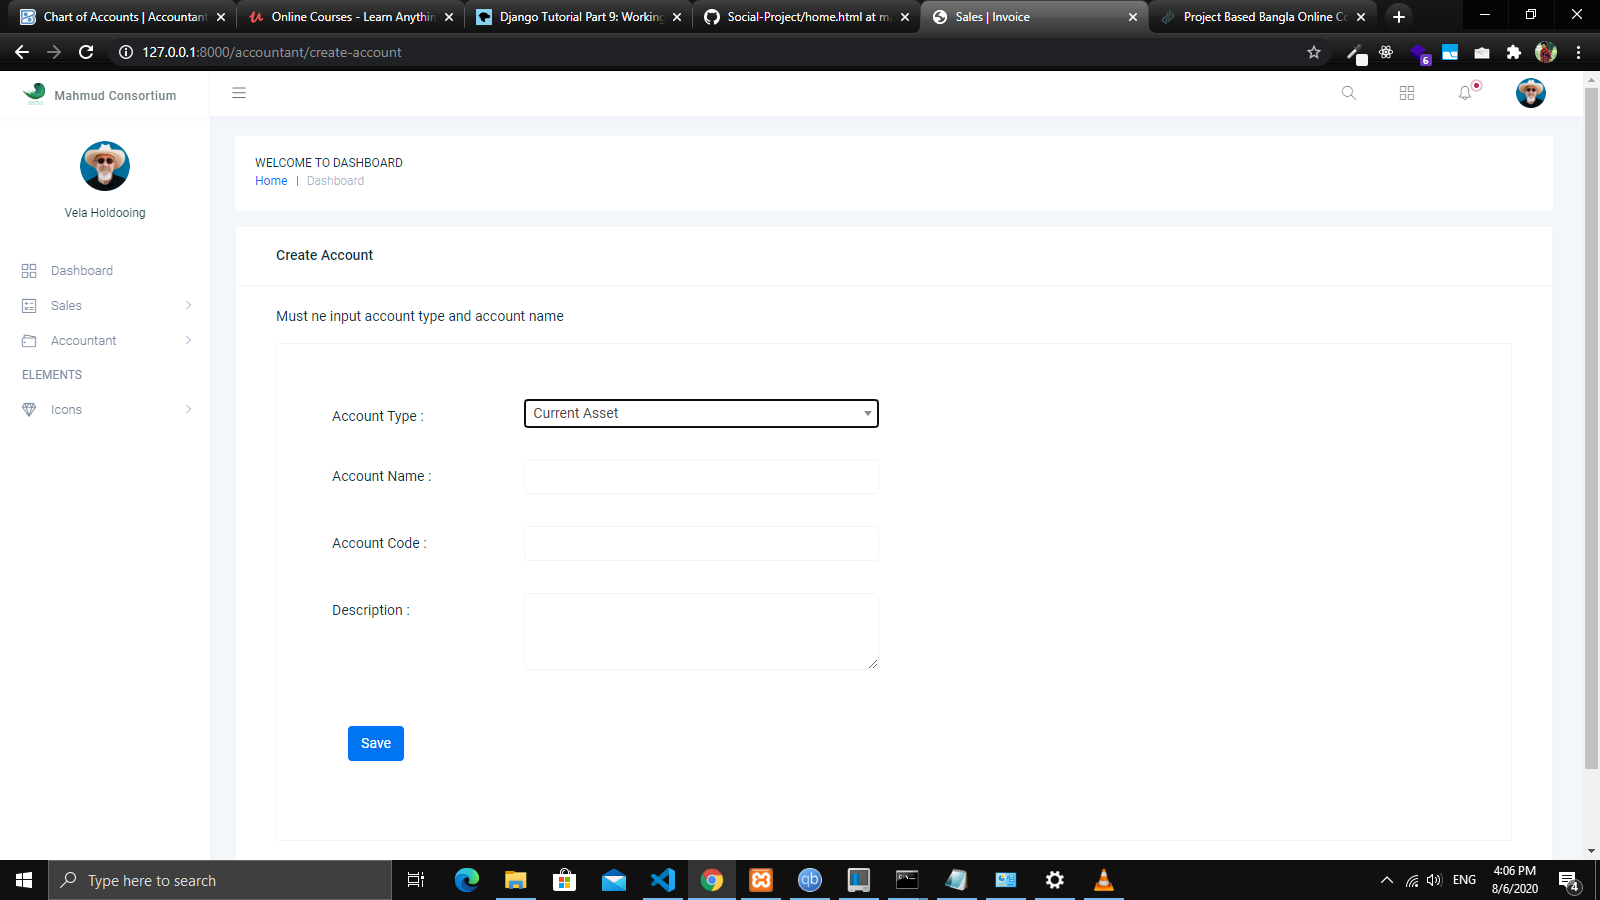 Chart of Accounts | Accountant
Online Courses - Learn Anythin
Django Tutorial Part 9: Working
Social-Project/home.html at ma
Sales | Invoice
Project Based Bangla Online Co
127.0.0.1:8000/accountant/create-account
6
Mahmud Consortium
Vela Holdooing
Dashboard
Sales
Accountant
ELEMENTS
Icons
WELCOME TO DASHBOARD
Home | Dashboard
Create Account
Must ne input account type and account name
Account Type :
Current Asset
Account Name :
Account Code :
Description :
Save
Type here to search
qb
ENG
4:06 PM
8/6/2020
4